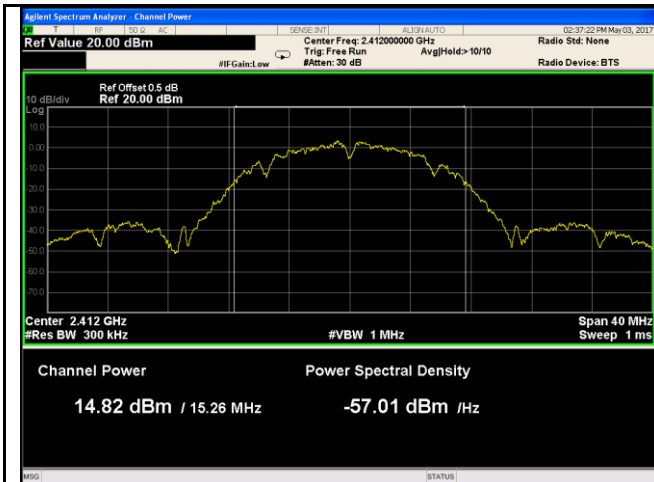 Agilent Spectrum Analyzer - Channel Power
T RF 50 Ω AC SENSE:INT ALIGN AUTO 02:37:22 PM May 03, 2017
Ref Value 20.00 dBm Center Freq: 2.412000000 GHz Radio Std: None
Trig: Free Run Avg|Hold:> 10/10
#IFGain:Low #Atten: 30 dB Radio Device: BTS
Ref Offset 0.5 dB
10 dB/div Ref 20.00 dBm
Log
10.0
0.00
-10.0
-20.0
-30.0
-40.0
-50.0
-60.0
-70.0
Center 2.412 GHz Span 40 MHz
#Res BW 300 kHz #VBW 1 MHz Sweep 1 ms
Channel Power Power Spectral Density
14.82 dBm / 15.26 MHz -57.01 dBm /Hz
MSG STATUS